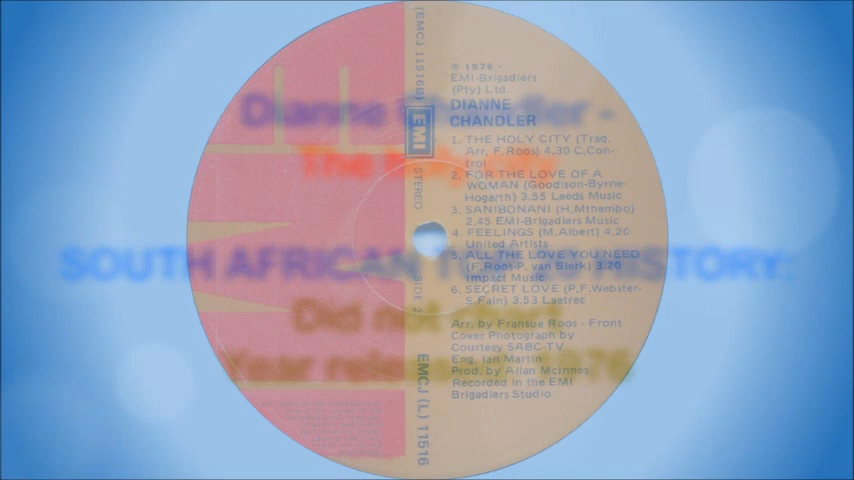 (EMCJ 11516B)
EMI
STEREO
SIDE 2
EMCJ (L) 11516
℗ 1976 -
EMI-Brigadiers
(Pty) Ltd.
DIANNE
CHANDLER
1. THE HOLY CITY (Trad.
Arr. F.Roos) 4.30 C.Con-
trol
2. FOR THE LOVE OF A
WOMAN (Goodison-Byrne-
Hogarth) 3.55 Leeds Music
3. SANIBONANI (H.Mthembo)
2.45 EMI-Brigadiers Music
4. FEELINGS (M.Albert) 4.20
United Artists
5. ALL THE LOVE YOU NEED
(F.Roos-P. van Blerk) 3.20
Impact Music
6. SECRET LOVE (P.F.Webster-
S.Fain) 3.53 Laetrec
Arr. by Fransua Roos - Front
Cover Photograph by
Courtesy SABC-TV
Eng. Ian Martin
Prod. by Allan McInnes
Recorded in the EMI
Brigadiers Studio
Dianne Chandler -
The Holy City
SOUTH AFRICAN HISTORY:
Did not
Year released: 1976